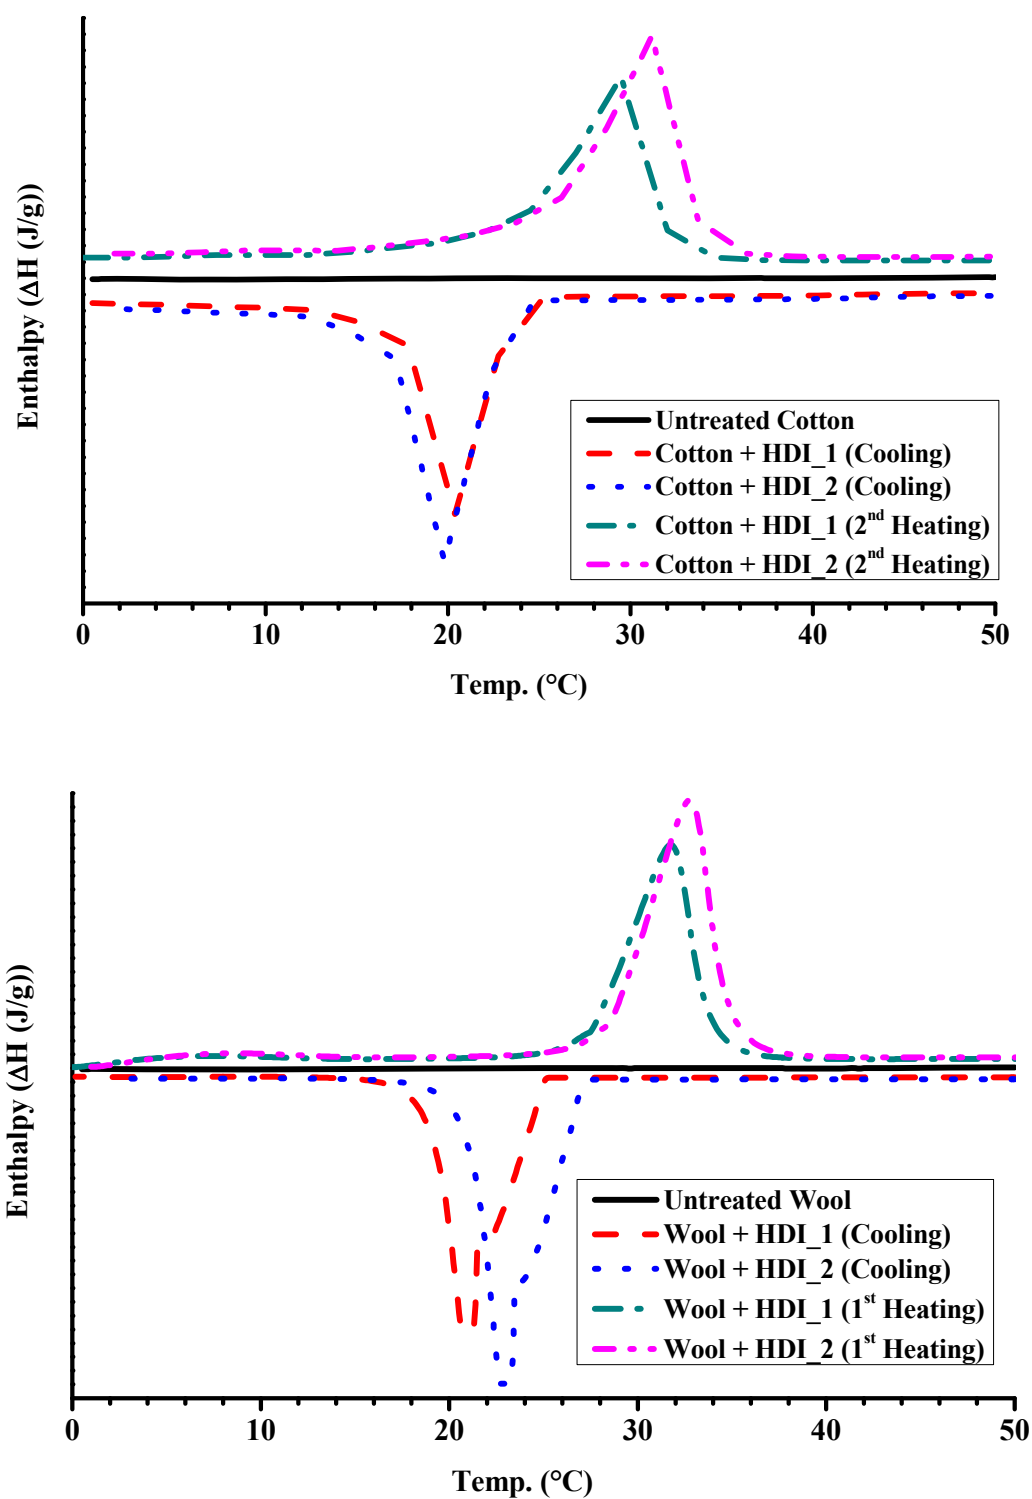 Enthalpy (ΔH (J/g))
Untreated Cotton
Cotton + HDI_1 (Cooling)
Cotton + HDI_2 (Cooling)
Cotton + HDI_1 (2nd Heating)
Cotton + HDI_2 (2nd Heating)
0 10 20 30 40 50
Temp. (°C)
Enthalpy (ΔH (J/g))
Untreated Wool
Wool + HDI_1 (Cooling)
Wool + HDI_2 (Cooling)
Wool + HDI_1 (1st Heating)
Wool + HDI_2 (1st Heating)
0 10 20 30 40 50
Temp. (°C)